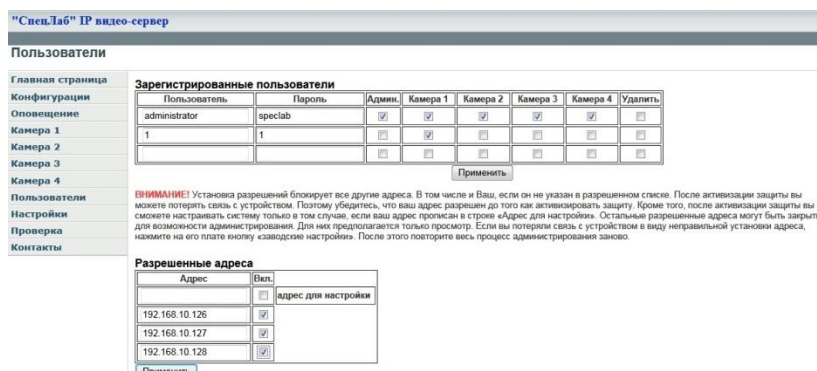 "СпецЛаб" IP видео-сервер
Пользователи
Главная страница
Конфигурации
Оповещение
Камера 1
Камера 2
Камера 3
Камера 4
Пользователи
Настройки
Проверка
Контакты
Зарегистрированные пользователи
Пользователь Пароль Админ. Камера 1 Камера 2 Камера 3 Камера 4 Удалить
administrator speclab
1 1
Применить
ВНИМАНИЕ! Установка разрешений блокирует все другие адреса. В том числе и Ваш, если он не указан в разрешенном списке. После активизации защиты вы
можете потерять связь с устройством. Поэтому убедитесь, что ваш адрес разрешен до того как активизировать защиту. Кроме того, после активизации защиты вы
сможете настраивать систему только в том случае, если ваш адрес прописан в строке «Адрес для настройки». Остальные разрешенные адреса могут быть закрыт
для возможности администрирования. Для них предполагается только просмотр. Если вы потеряли связь с устройством в виду неправильной установки адреса,
нажмите на его плате кнопку «заводские настройки». После этого повторите весь процесс администрирования заново.
Разрешенные адреса
Адрес Вкл.
адрес для настройки
192.168.10.126
192.168.10.127
192.168.10.128
Применить